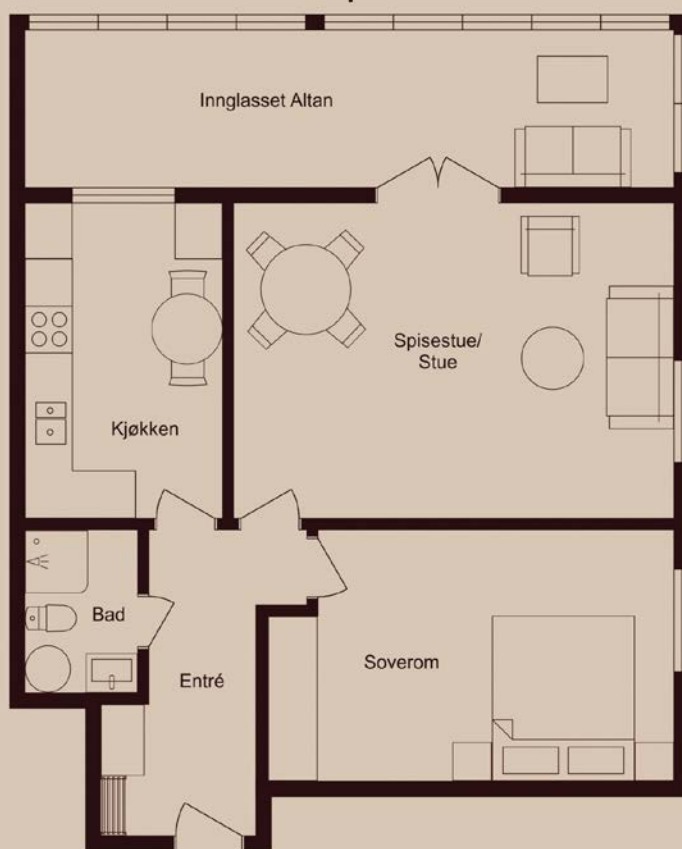 Innglasset Altan
Spisestue/
Stue
Kjøkken
Bad
Entré
Soverom